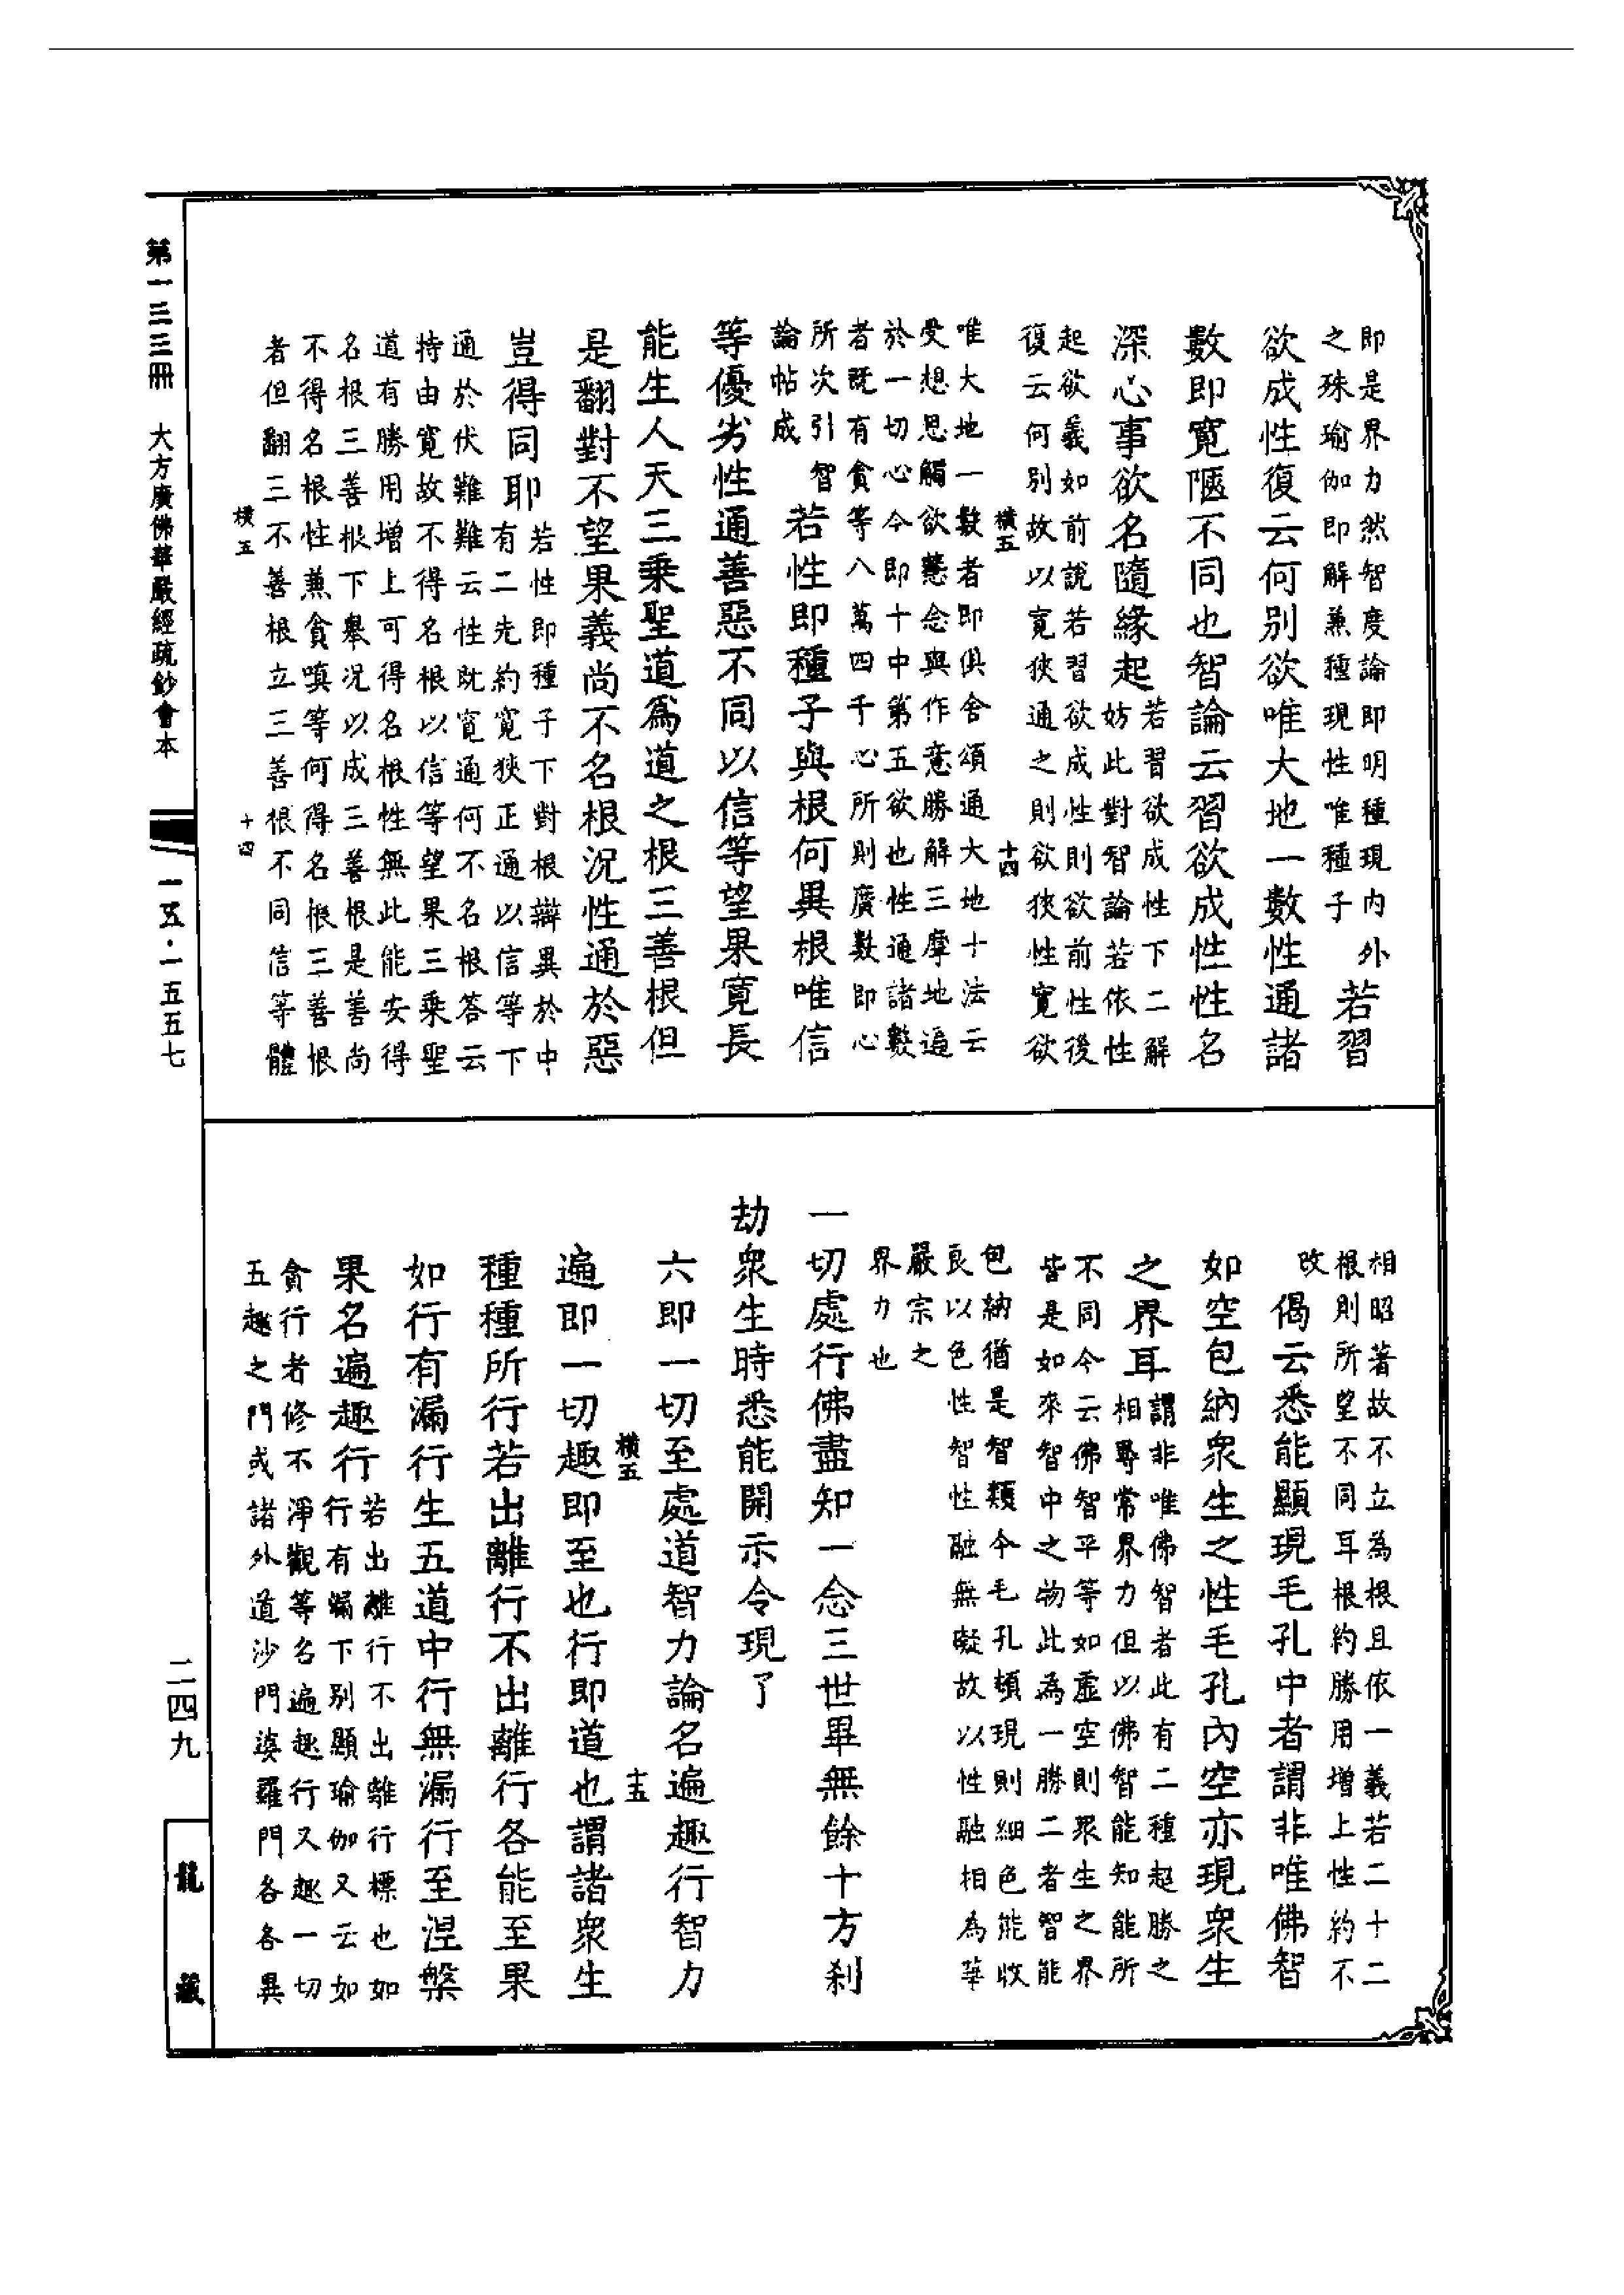 即是界力然智度論即明種現內外
之殊瑜伽即解兼種現性唯種子
若習
欲成性復云何別欲唯大地一數性通諸
數即寬陿不同也智論云習欲成性性名
深心事欲名隨緣起
若習欲成性下二解
妨此對智論若依性
起欲義如前說若習欲成性則欲前性後
復云何別故以寬狹通之則欲狹性寬欲
橫五
十四
唯大地一數者即俱舍頌通大地十法云
受想思觸欲慧念與作意勝解三摩地遍
於一切心今即十中第五欲也性通諸數
者既有貪等八萬四千心所則廣數即心
所次引智
論帖成
若性即種子與根何異根唯信
等優劣性通善惡不同以信等望果寬長
能生人天三乘聖道為道之根三善根但
是翻對不望果義尚不名根況性通於惡
豈得同耶
若性即種子下對根辯異於中
有二先約寬狹正通以信等下
通於伏難難云性既寬通何不名根答云
特由寬故不得名根以信等望果三乘聖
道有勝用增上可得名根性無此能安得
名根三善根下舉況以成三善根是善尚
不得名根性兼貪嗔等何得名根三善根
者但翻三不善根立三善根不同信等體
橫五
十四
相昭著故不立為根且依一義若二十二
根則所望不同耳根約勝用增上性約不
改
偈云悉能顯現毛孔中者謂非唯佛智
如空包納眾生之性毛孔內空亦現眾生
之界耳
謂非唯佛智者此有二種超勝之
相尋常界力但以佛智能知能所
不同今云佛智平等如虛空則眾生之界
皆是如來智中之物此為一勝二者智能
包納猶是智類今毛孔頓現則細色能收
良以色性智性融無礙故以性融相為華
嚴宗之
界力也
一切處行佛盡知一念三世畢無餘十方刹
劫眾生時悉能開示令現了
六即一切至處道智力論名遍趣行智力
橫五
十五
遍即一切趣即至也行即道也謂諸眾生
種種所行若出離行不出離行各能至果
如行有漏行生五道中行無漏行至涅槃
果名遍趣行
若出離行不出離行標也如
行有漏下別顯瑜伽又云如
貪行者修不淨觀等名遍趣行又趣一切
五趣之門或諸外道沙門婆羅門各各異
第一三三冊 大方廣佛華嚴經疏鈔會本 一五·一五五七
二四九
龍藏